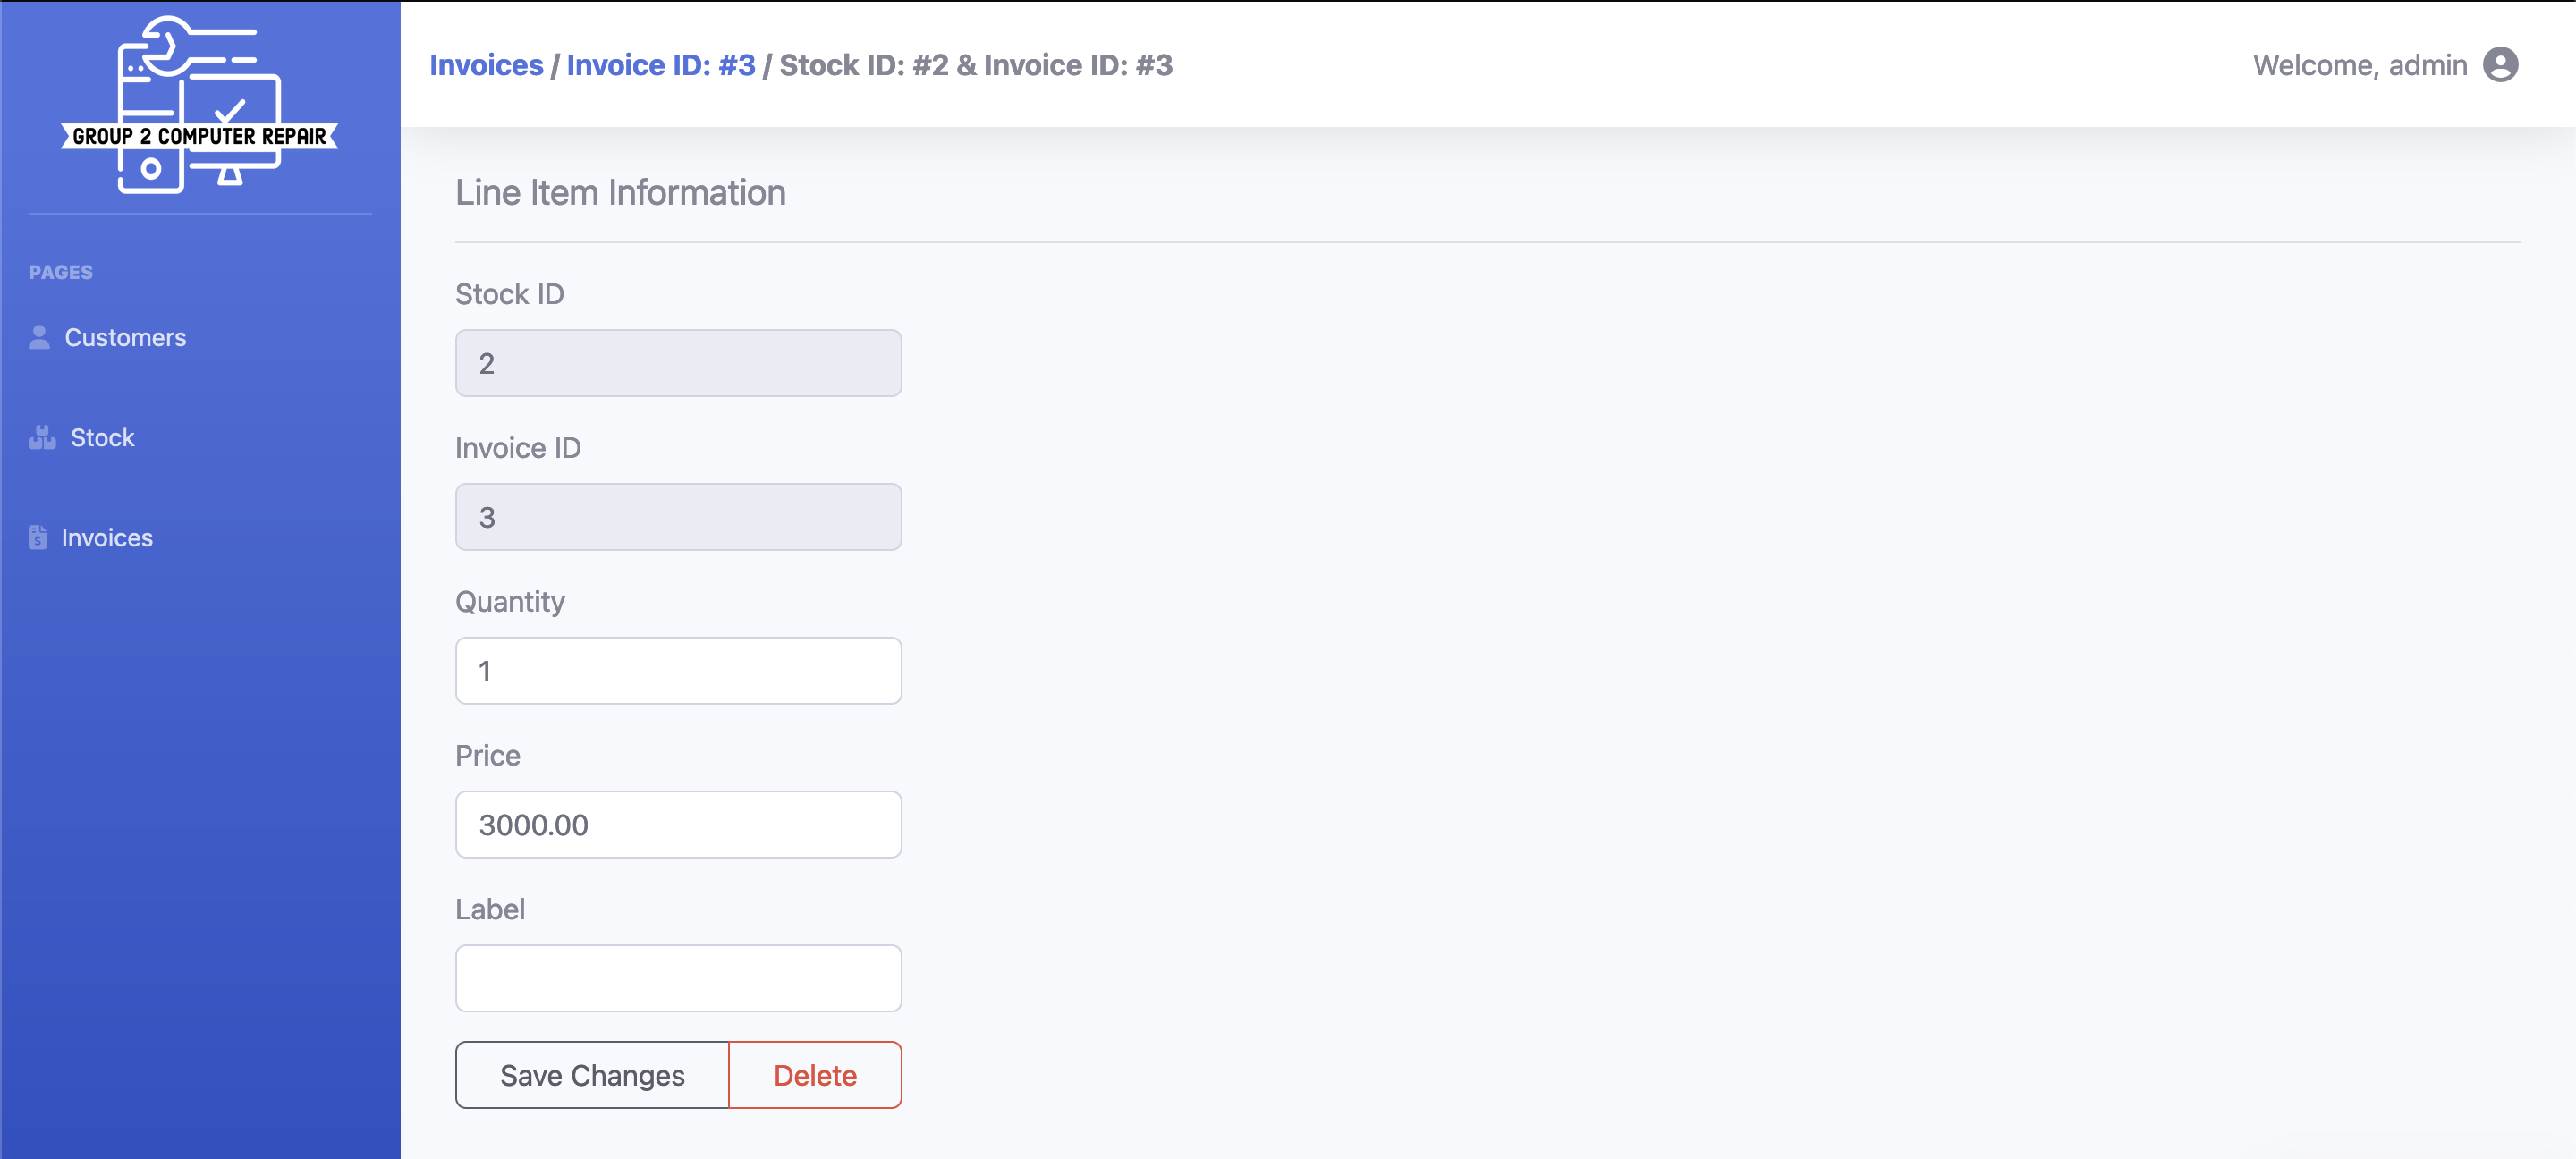 GROUP 2 COMPUTER REPAIR
PAGES
Customers
Stock
Invoices
Invoices / Invoice ID: #3 / Stock ID: #2 & Invoice ID: #3
Welcome, admin
Line Item Information
Stock ID
2
Invoice ID
3
Quantity
1
Price
3000.00
Label
Save Changes
Delete